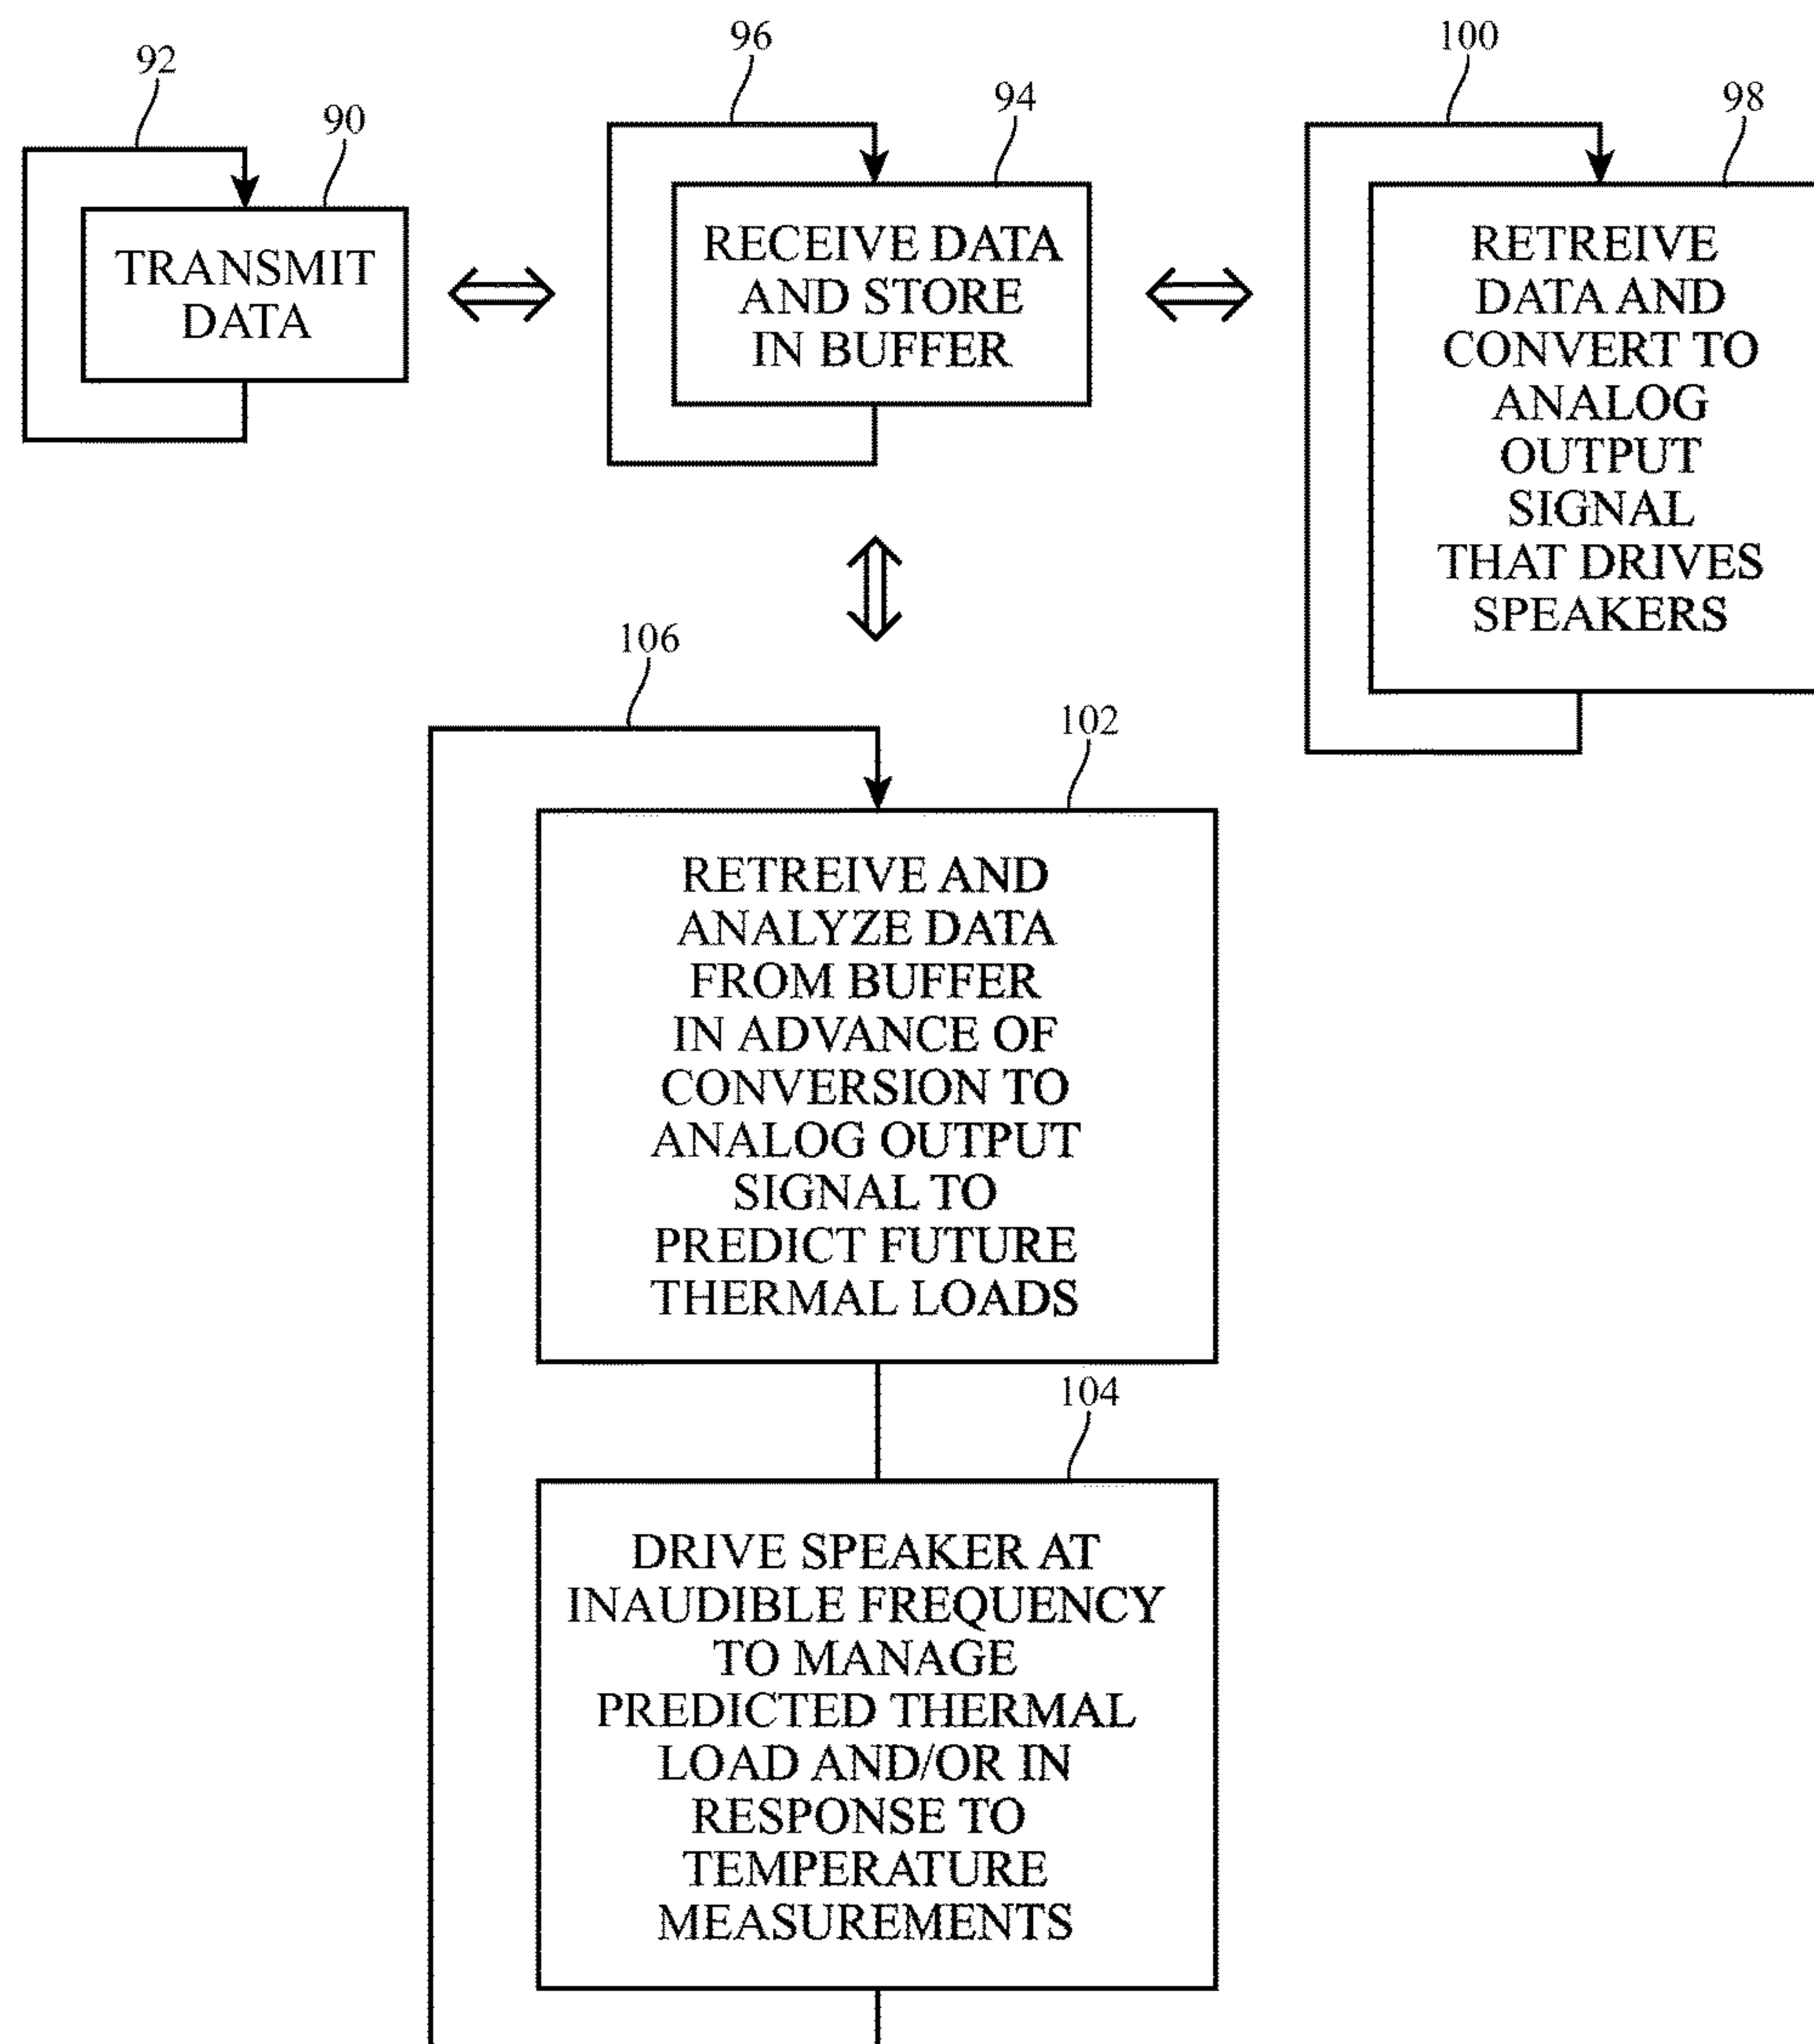 92
90
TRANSMIT
DATA
96
94
RECEIVE DATA
AND STORE
IN BUFFER
100
98
RETREIVE
DATA AND
CONVERT TO
ANALOG
OUTPUT
SIGNAL
THAT DRIVES
SPEAKERS
106
102
RETREIVE AND
ANALYZE DATA
FROM BUFFER
IN ADVANCE OF
CONVERSION TO
ANALOG OUTPUT
SIGNAL TO
PREDICT FUTURE
THERMAL LOADS
104
DRIVE SPEAKER AT
INAUDIBLE FREQUENCY
TO MANAGE
PREDICTED THERMAL
LOAD AND/OR IN
RESPONSE TO
TEMPERATURE
MEASUREMENTS